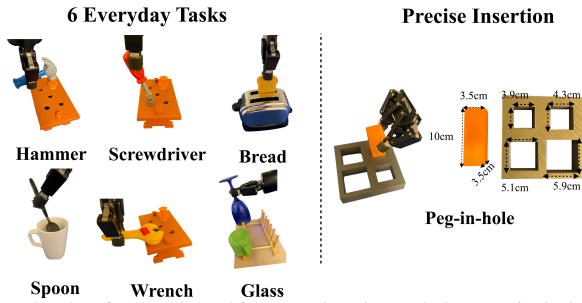 6 Everyday Tasks
Precise Insertion
Hammer
Screwdriver
Bread
Spoon
Wrench
Glass
3.5cm
10cm
3.5cm
3.9cm
4.3cm
5.1cm
5.9cm
Peg-in-hole